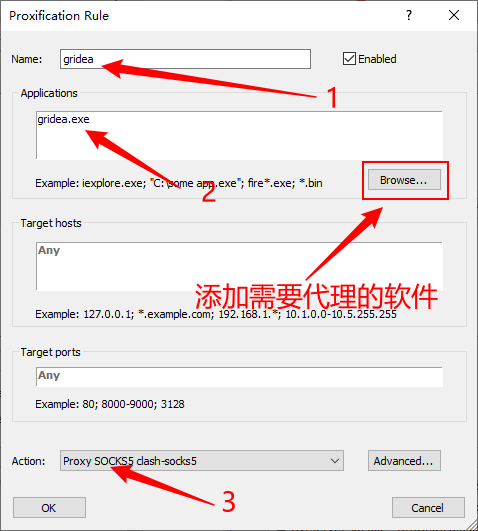 Proxification Rule
Name: gridea Enabled
1
Applications
gridea.exe
2
Example: iexplore.exe; "C:\some app.exe"; fire*.exe; *.bin
Browse...
Target hosts
Any
添加需要代理的软件
Example: 127.0.0.1; *.example.com; 192.168.1.*; 10.1.0.0-10.5.255.255
Target ports
Any
Example: 80; 8000-9000; 3128
Action: Proxy SOCKS5 clash-socks5 Advanced...
3
OK Cancel